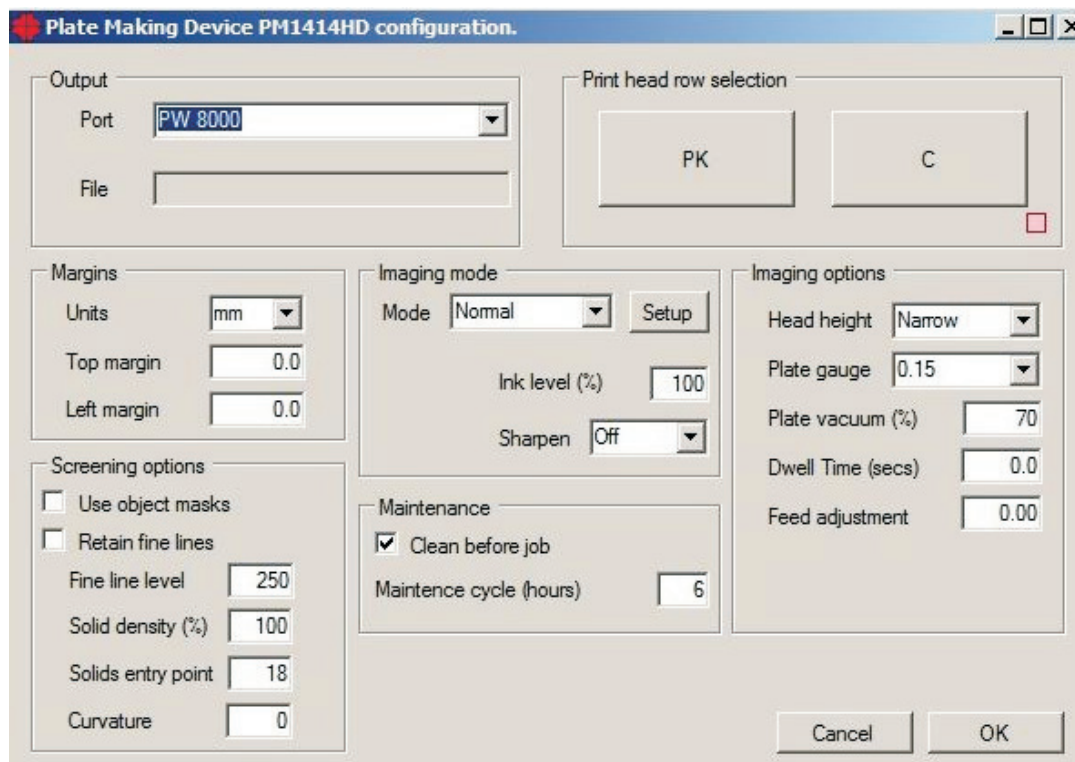 Plate Making Device PM1414HD configuration.
Output
Port PW 8000
File
Print head row selection
PK C
Margins
Units mm
Top margin 0.0
Left margin 0.0
Imaging mode
Mode Normal Setup
Ink level (%) 100
Sharpen Off
Imaging options
Head height Narrow
Plate gauge 0.15
Plate vacuum (%) 70
Dwell Time (secs) 0.0
Feed adjustment 0.00
Screening options
Use object masks
Retain fine lines
Fine line level 250
Solid density (%) 100
Solids entry point 18
Curvature 0
Maintenance
Clean before job
Maintence cycle (hours) 6
Cancel OK